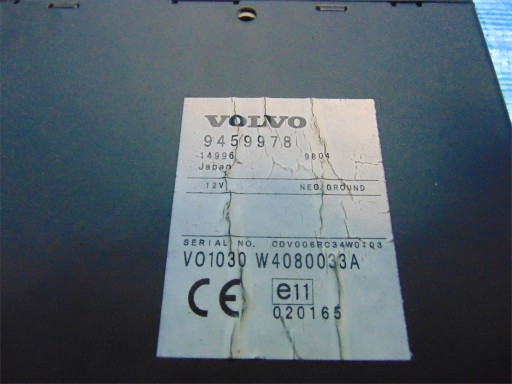 VOLVO
9459978
14996 9804
Japan
12V NEG.GROUND
SERIAL NO.
VO1030 W4080033A
CE e11
020165